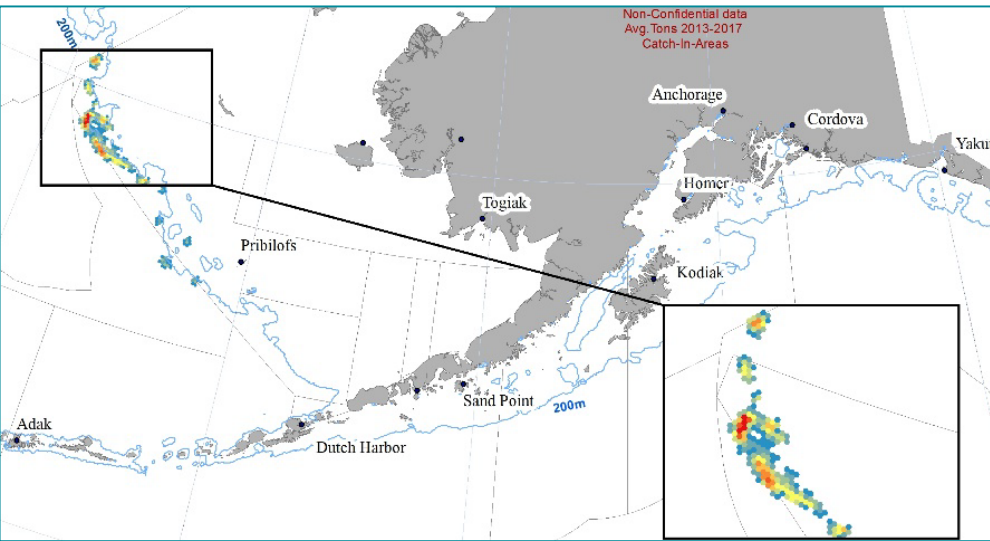 Non-Confidential data
Avg.Tons 2013-2017
Catch-In-Areas
200m
Anchorage
Cordova
Yaku
Homer
Togiak
Pribilofs
Kodiak
Sand Point
200m
Adak
Dutch Harbor